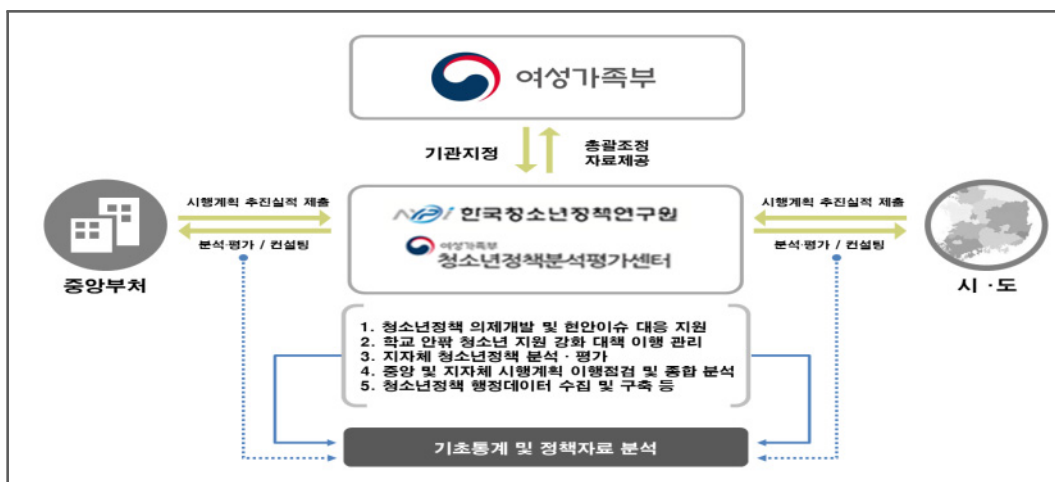 여성가족부
기관지정
총괄조정
자료제공
시행계획 추진실적 제출
분석·평가 / 컨설팅
중앙부처
NYPI 한국청소년정책연구원
여성가족부
청소년정책분석평가센터
시행계획 추진실적 제출
분석·평가 / 컨설팅
시 · 도
1. 청소년정책 의제개발 및 현안이슈 대응 지원
2. 학교 안팎 청소년 지원 강화 대책 이행 관리
3. 지자체 청소년정책 분석 · 평가
4. 중앙 및 지자체 시행계획 이행점검 및 종합 분석
5. 청소년정책 행정데이터 수집 및 구축 등
기초통계 및 정책자료 분석